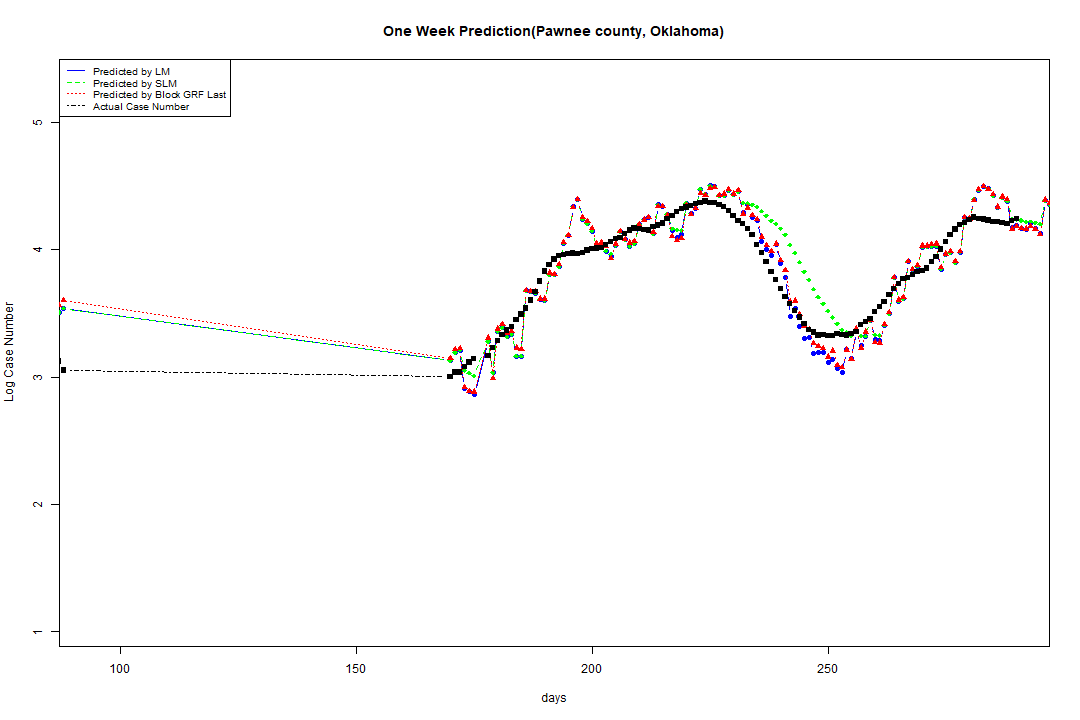 One Week Prediction(Pawnee county, Oklahoma)
Predicted by LM
Predicted by SLM
Predicted by Block GRF Last
Actual Case Number
Log Case Number
5
4
3
2
1
100 150 200 250
days